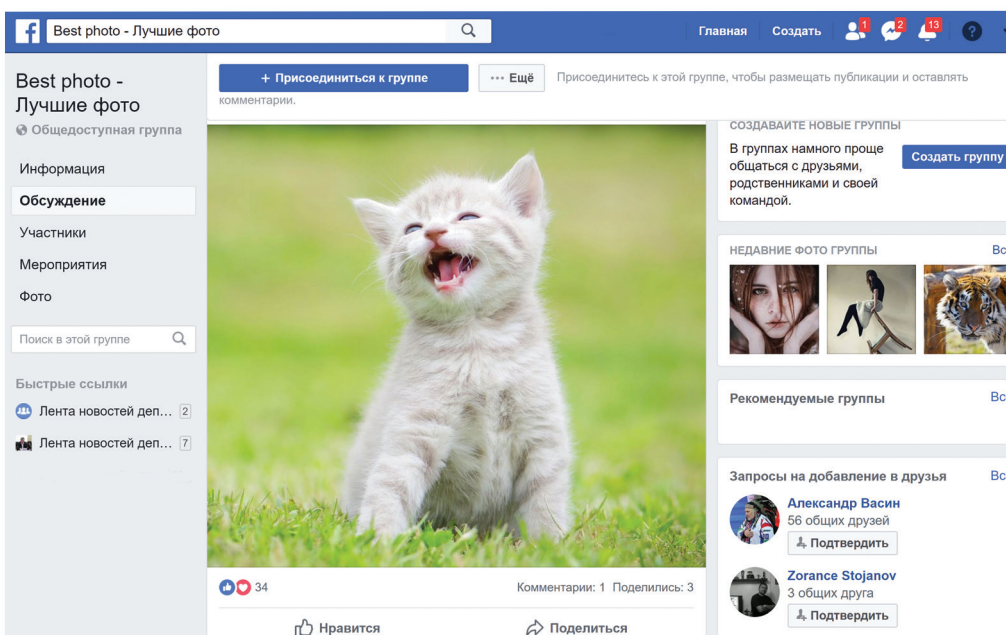 f
Best photo - Лучшие фото
Главная
Создать
1
2
13
?
Best photo -
Лучшие фото
Общедоступная группа
Информация
Обсуждение
Участники
Мероприятия
Фото
Поиск в этой группе
Быстрые ссылки
Лента новостей деп... 2
Лента новостей деп... 7
+ Присоединиться к группе
••• Ещё
Присоединитесь к этой группе, чтобы размещать публикации и оставлять
комментарии.
34
Комментарии: 1 Поделились: 3
Нравится
Поделиться
СОЗДАВАЙТЕ НОВЫЕ ГРУППЫ
В группах намного проще
общаться с друзьями,
родственниками и своей
командой.
Создать группу
НЕДАВНИЕ ФОТО ГРУППЫ
Вс
Рекомендуемые группы
Вс
Запросы на добавление в друзья
Вс
Александр Васин
56 общих друзей
Подтвердить
Zorance Stojanov
3 общих друга
Подтвердить